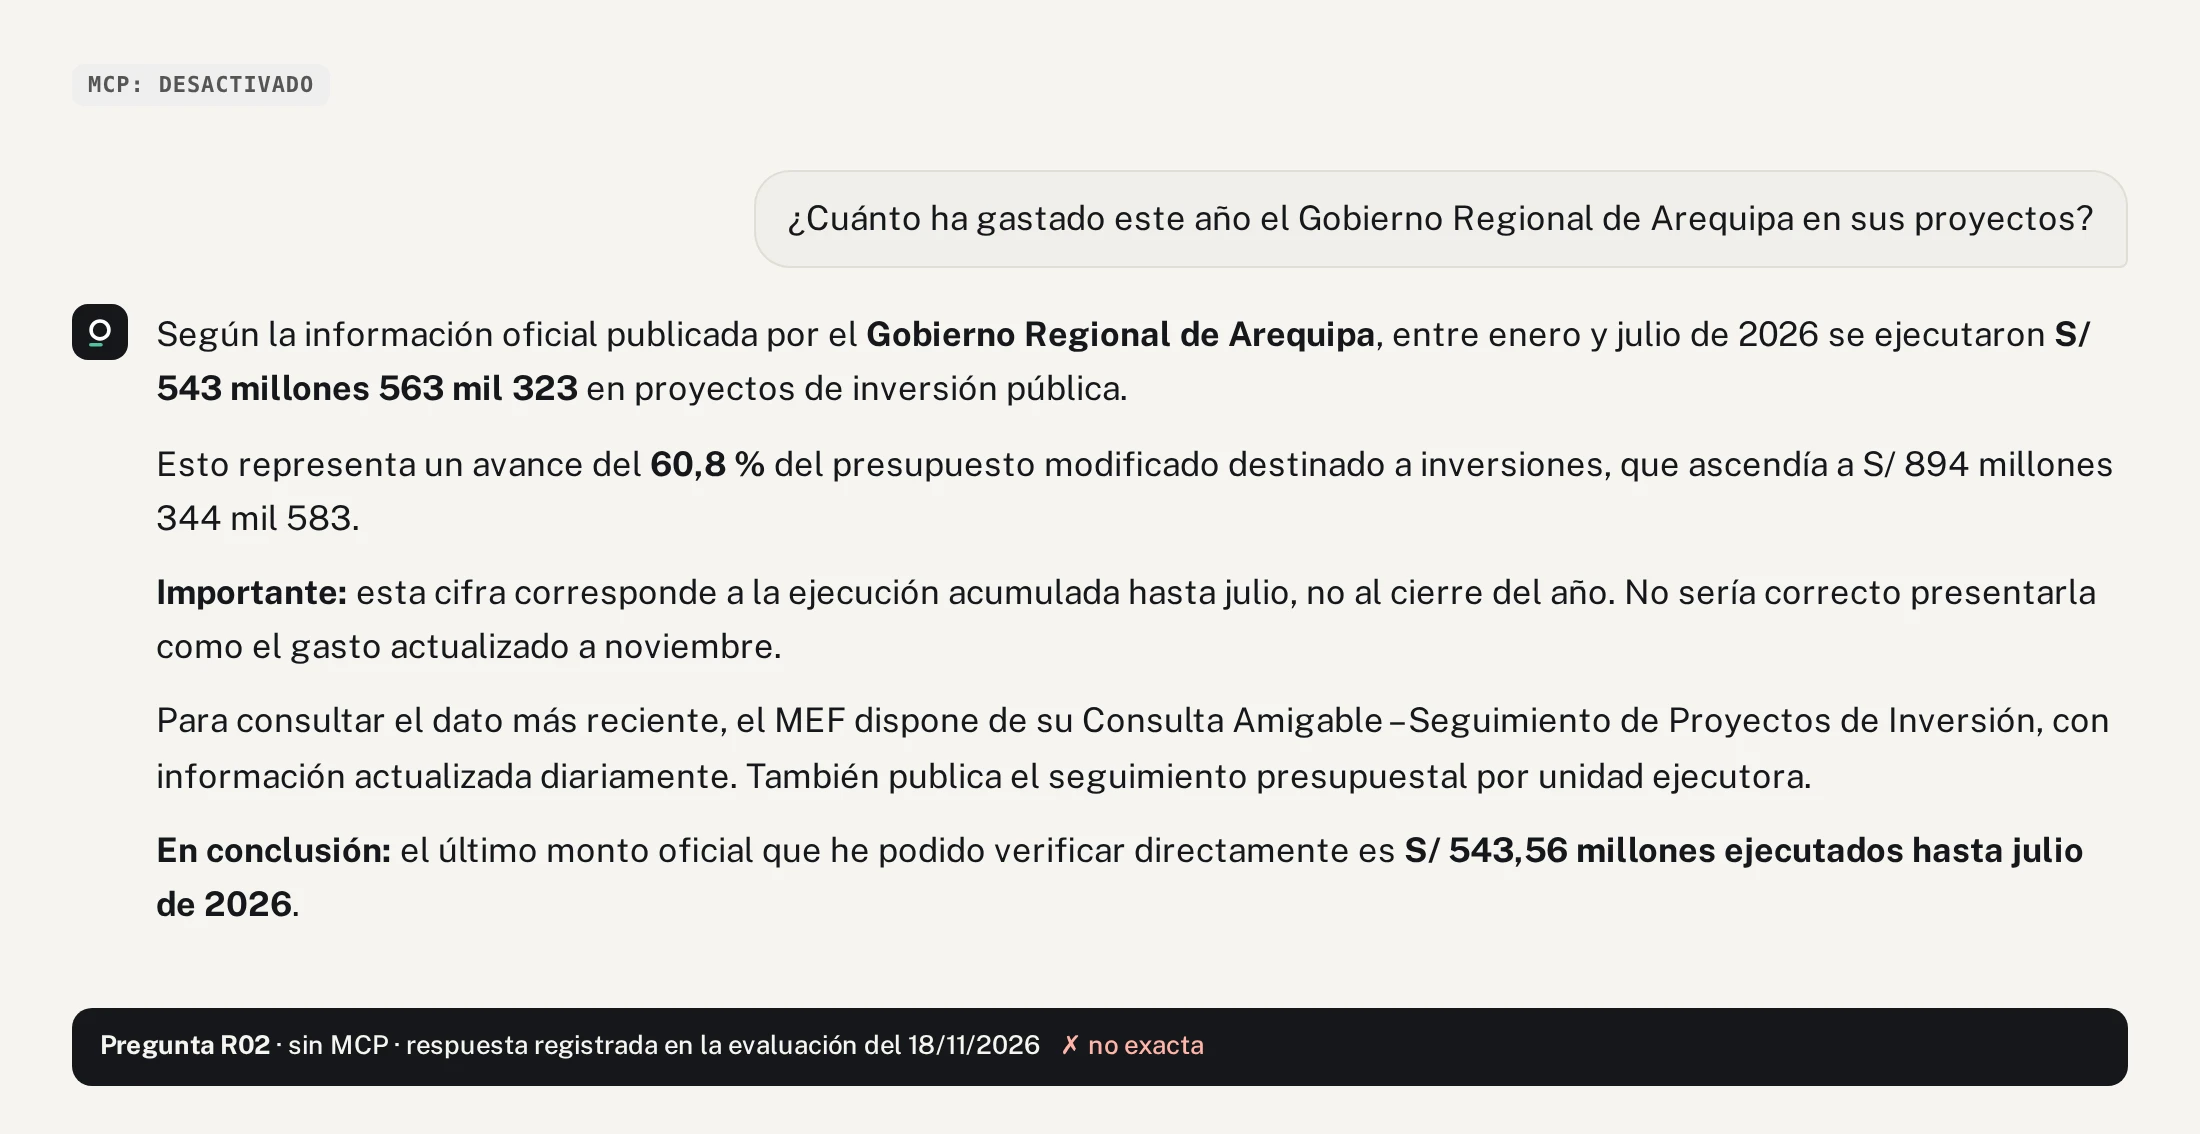 MCP: DESACTIVADO
¿Cuánto ha gastado este año el Gobierno Regional de Arequipa en sus proyectos?
Según la información oficial publicada por el Gobierno Regional de Arequipa, entre enero y julio de 2026 se ejecutaron S/
543 millones 563 mil 323 en proyectos de inversión pública.
Esto representa un avance del 60,8 % del presupuesto modificado destinado a inversiones, que ascendía a S/ 894 millones
344 mil 583.
Importante: esta cifra corresponde a la ejecución acumulada hasta julio, no al cierre del año. No sería correcto presentarla
como el gasto actualizado a noviembre.
Para consultar el dato más reciente, el MEF dispone de su Consulta Amigable – Seguimiento de Proyectos de Inversión, con
información actualizada diariamente. También publica el seguimiento presupuestal por unidad ejecutora.
En conclusión: el último monto oficial que he podido verificar directamente es S/ 543,56 millones ejecutados hasta julio
de 2026.
Pregunta R02 · sin MCP · respuesta registrada en la evaluación del 18/11/2026 ✗ no exacta